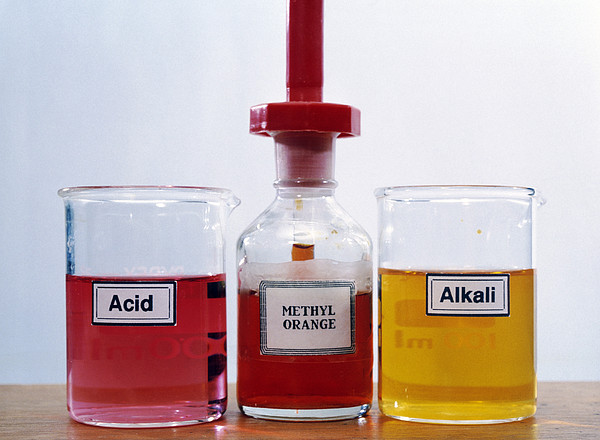 Acid
METHYL
ORANGE
Alkali